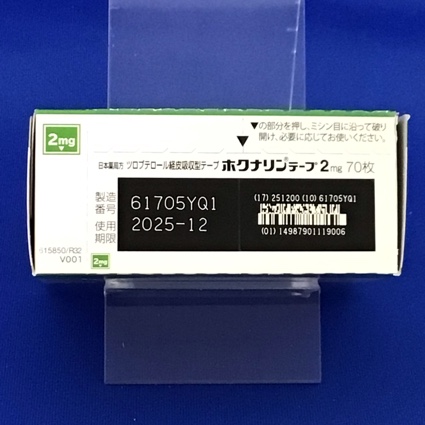 2mg
▼の部分を押し、ミシン目に沿って破り
開け、必要に応じてお使いください。
日本薬局方 ツロブテロール経皮吸収型テープ ホクナリン®テープ2mg 70枚
製造番号 61705YQ1
使用期限 2025-12
(17) 251200 (10) 61705YQ1
(01) 14987901119006
15850/R32
V001
2mg